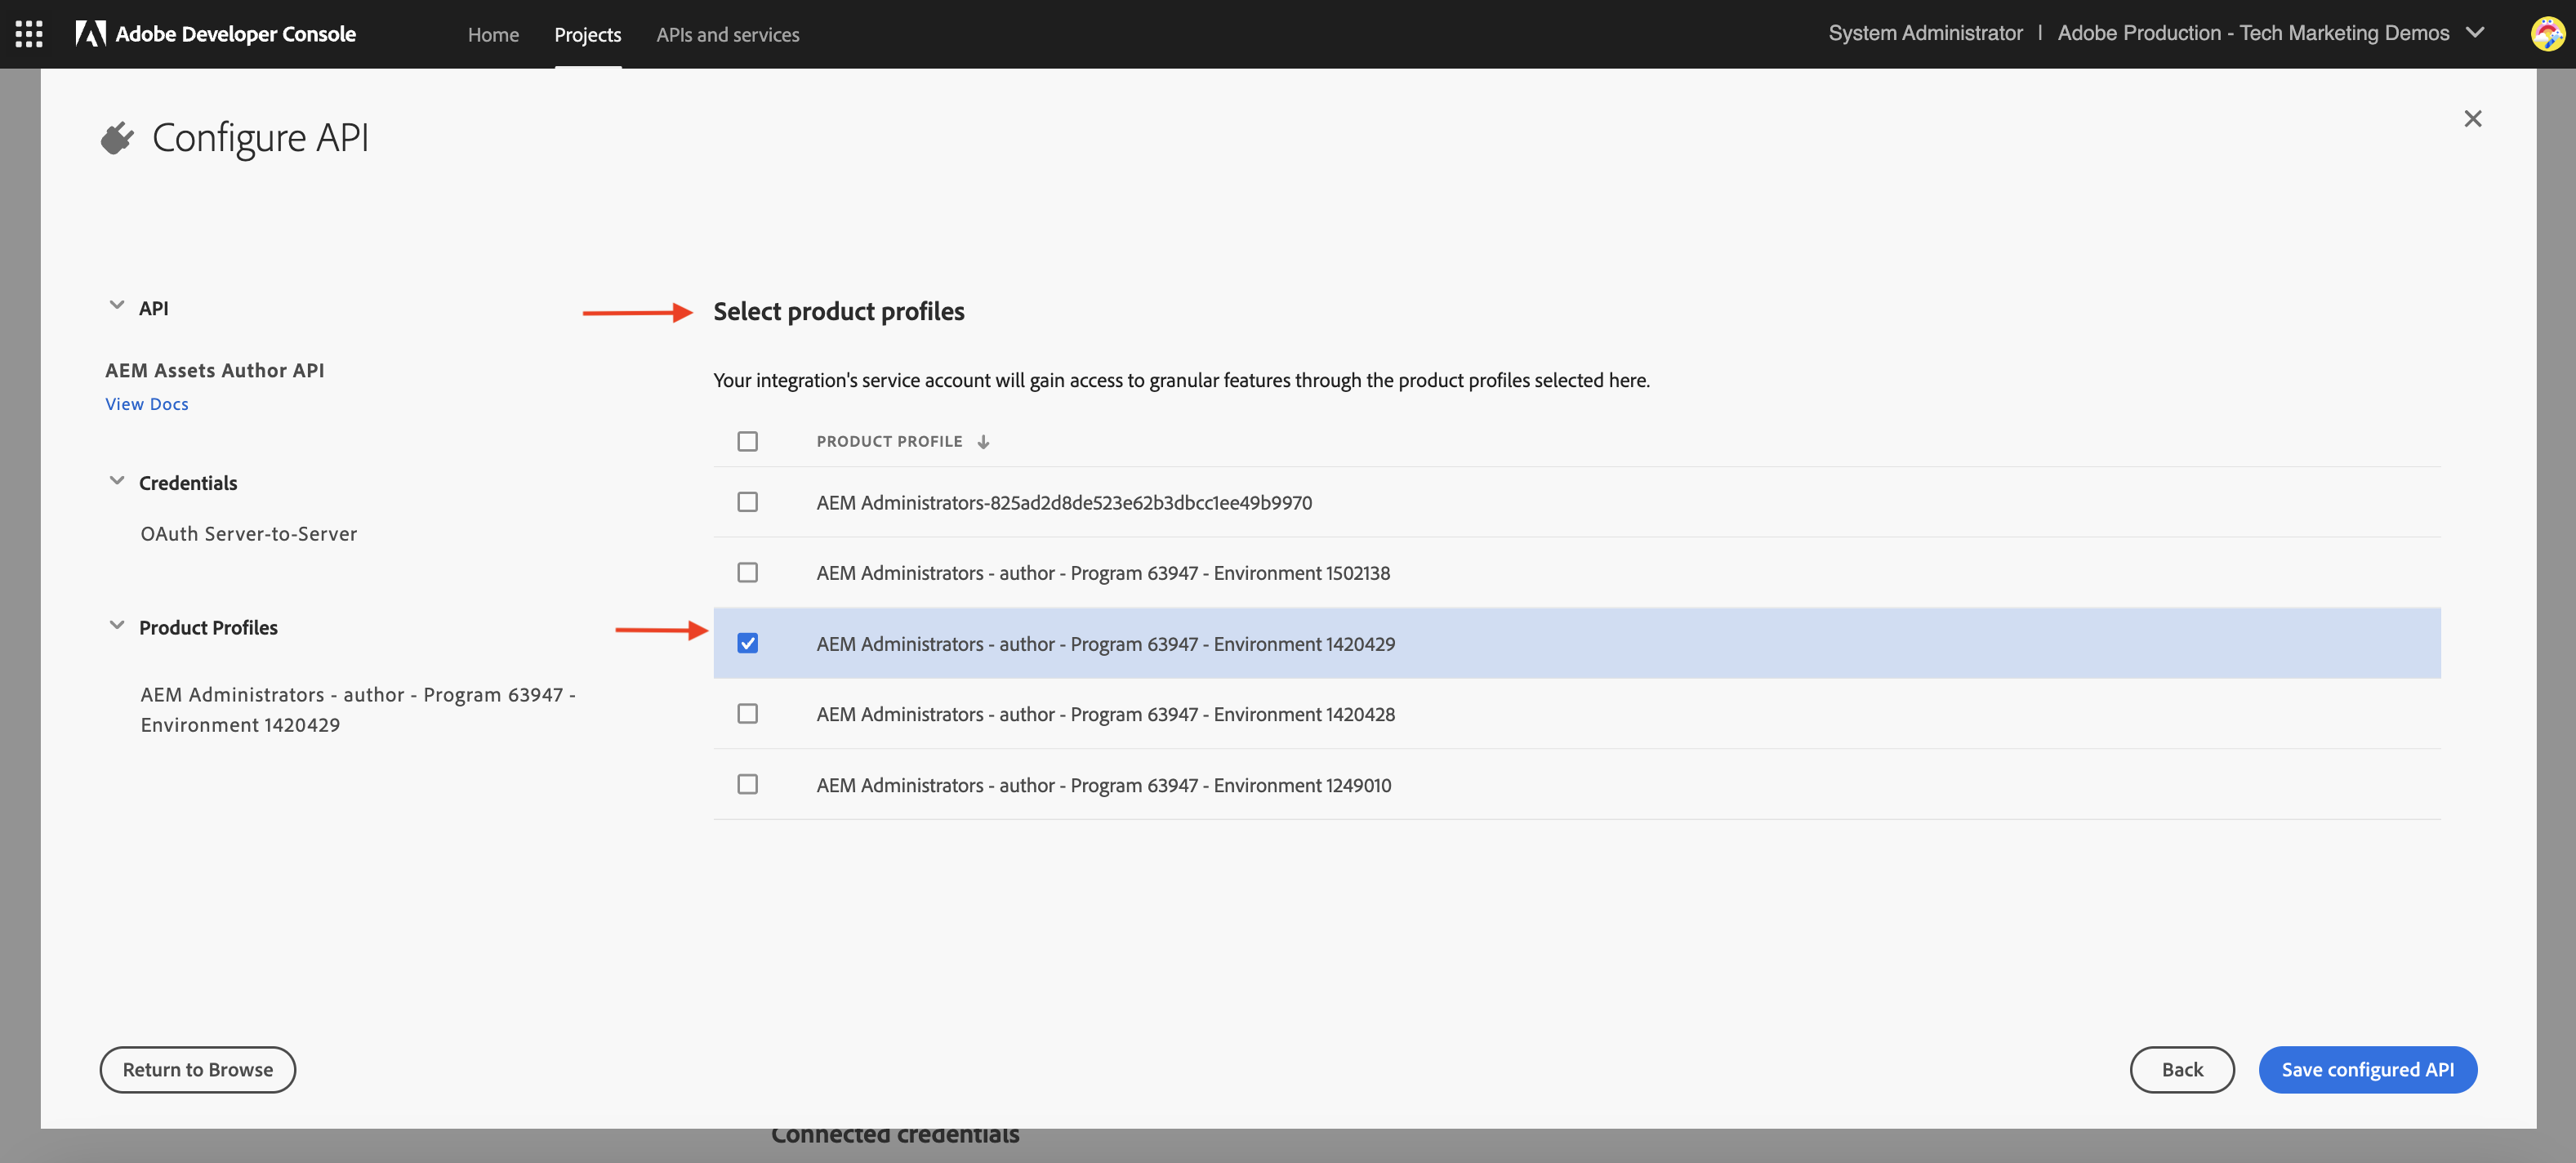 Adobe Developer Console
Home
Projects
APIs and services
System Administrator | Adobe Production - Tech Marketing Demos
Configure API
API
AEM Assets Author API
View Docs
Credentials
OAuth Server-to-Server
Product Profiles
AEM Administrators - author - Program 63947 -
Environment 1420429
Select product profiles
Your integration's service account will gain access to granular features through the product profiles selected here.
PRODUCT PROFILE
AEM Administrators-825ad2d8de523e62b3dbcc1ee49b9970
AEM Administrators - author - Program 63947 - Environment 1502138
AEM Administrators - author - Program 63947 - Environment 1420429
AEM Administrators - author - Program 63947 - Environment 1420428
AEM Administrators - author - Program 63947 - Environment 1249010
Return to Browse
Back
Save configured API
Connected credentials